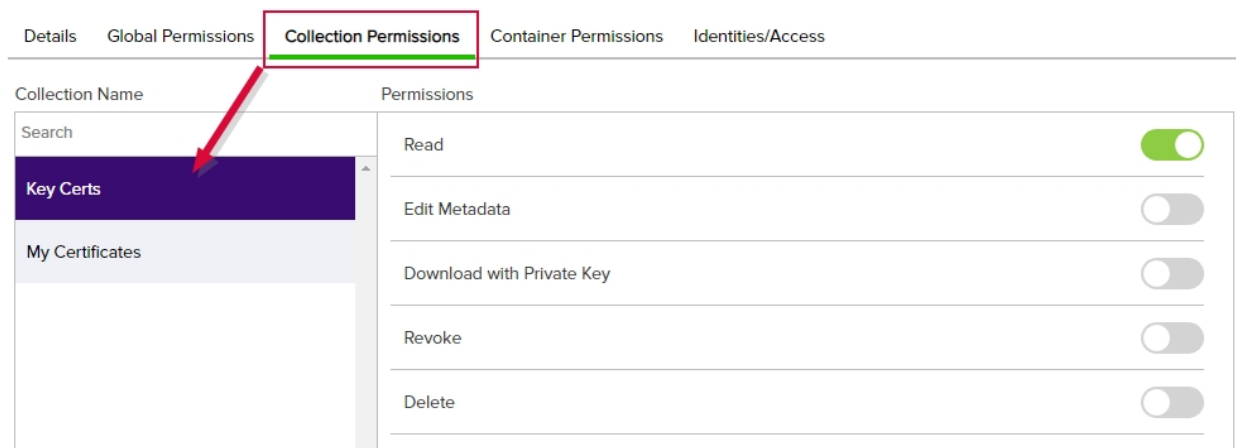 Details Global Permissions Collection Permissions Container Permissions Identities/Access
Collection Name Permissions
Search
Read
Key Certs
Edit Metadata
My Certificates
Download with Private Key
Revoke
Delete